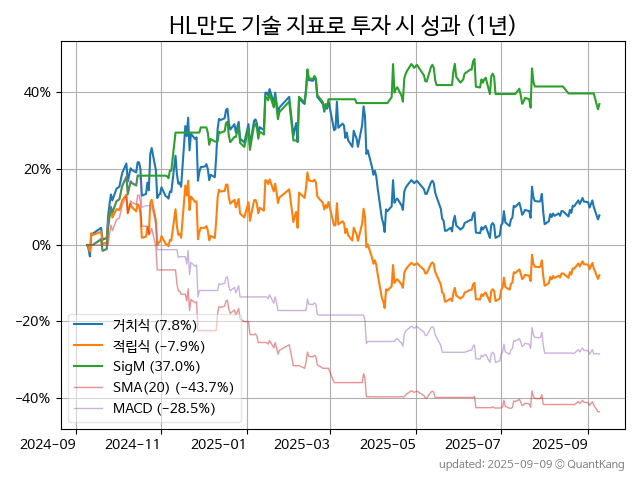 HL만도 기술 지표로 투자 시 성과 (1년)
40%
20%
0%
−20%
−40%
거치식 (7.8%)
적립식 (−7.9%)
SigM (37.0%)
SMA(20) (−43.7%)
MACD (−28.5%)
2024-09 2024-11 2025-01 2025-03 2025-05 2025-07 2025-09
updated: 2025-09-09 © QuantKang